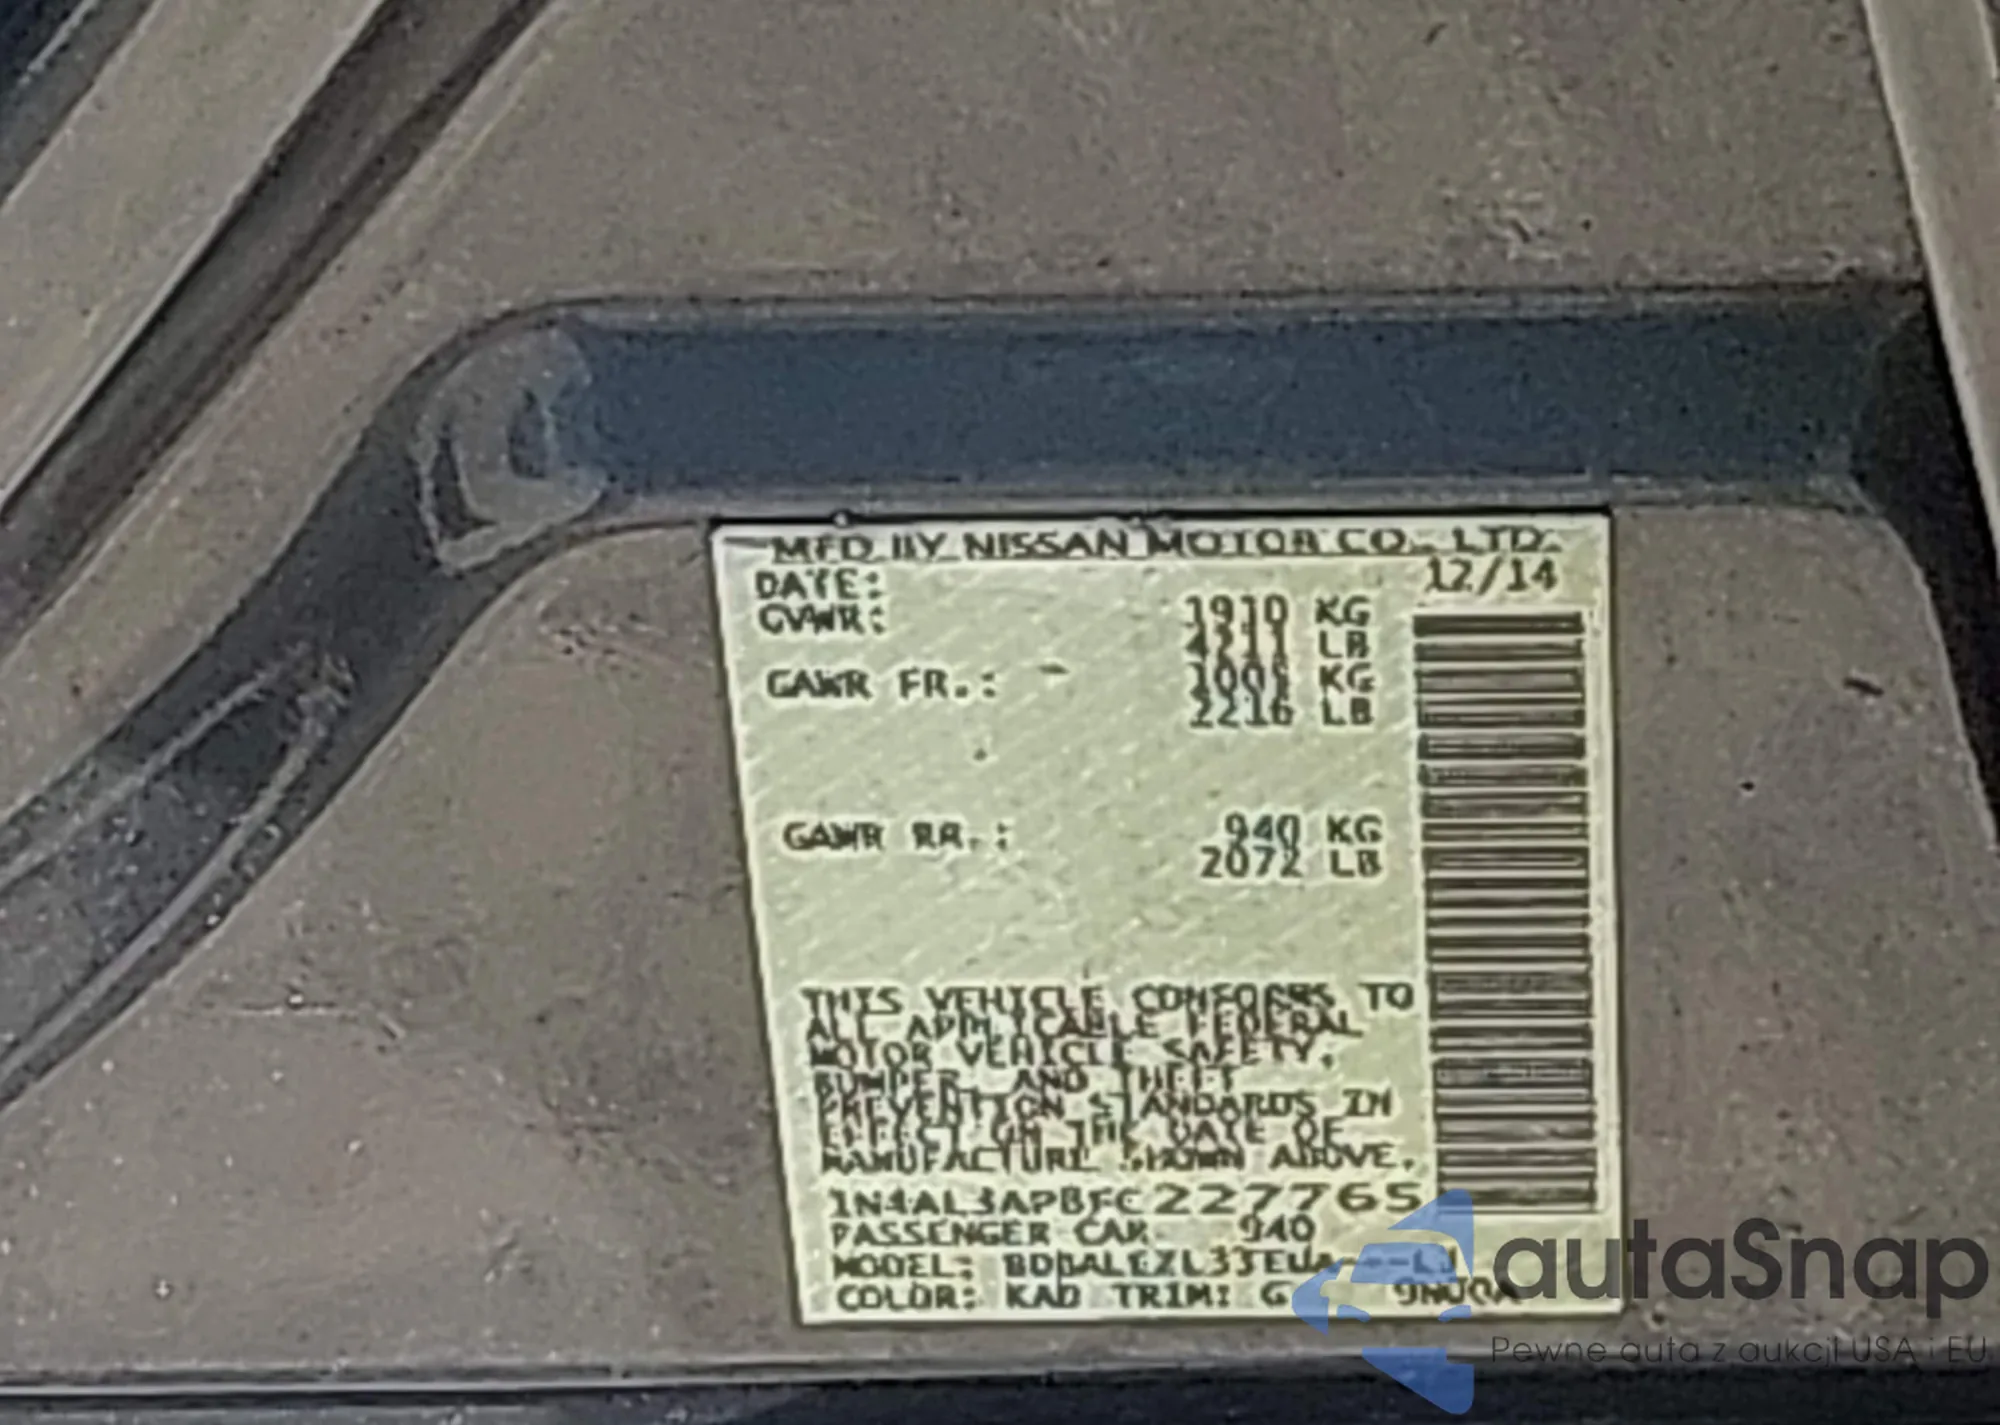 MFD BY NISSAN MOTOR CO., LTD.
DATE: 12/14
GVWR: 1910 KG
4211 LB
GAWR FR.: 1005 KG
2216 LB
GAWR RR.: 940 KG
2072 LB
THIS VEHICLE CONFORMS TO
ALL APPLICABLE FEDERAL
MOTOR VEHICLE SAFETY,
BUMPER, AND THEFT
PREVENTION STANDARDS IN
EFFECT ON THE DATE OF
MANUFACTURE SHOWN ABOVE.
1N4AL3AP8FC227765
PASSENGER CAR 940
MODEL:
COLOR: KAD TRIM: G
autaSnap
Pewne auta z aukcji USA i EU